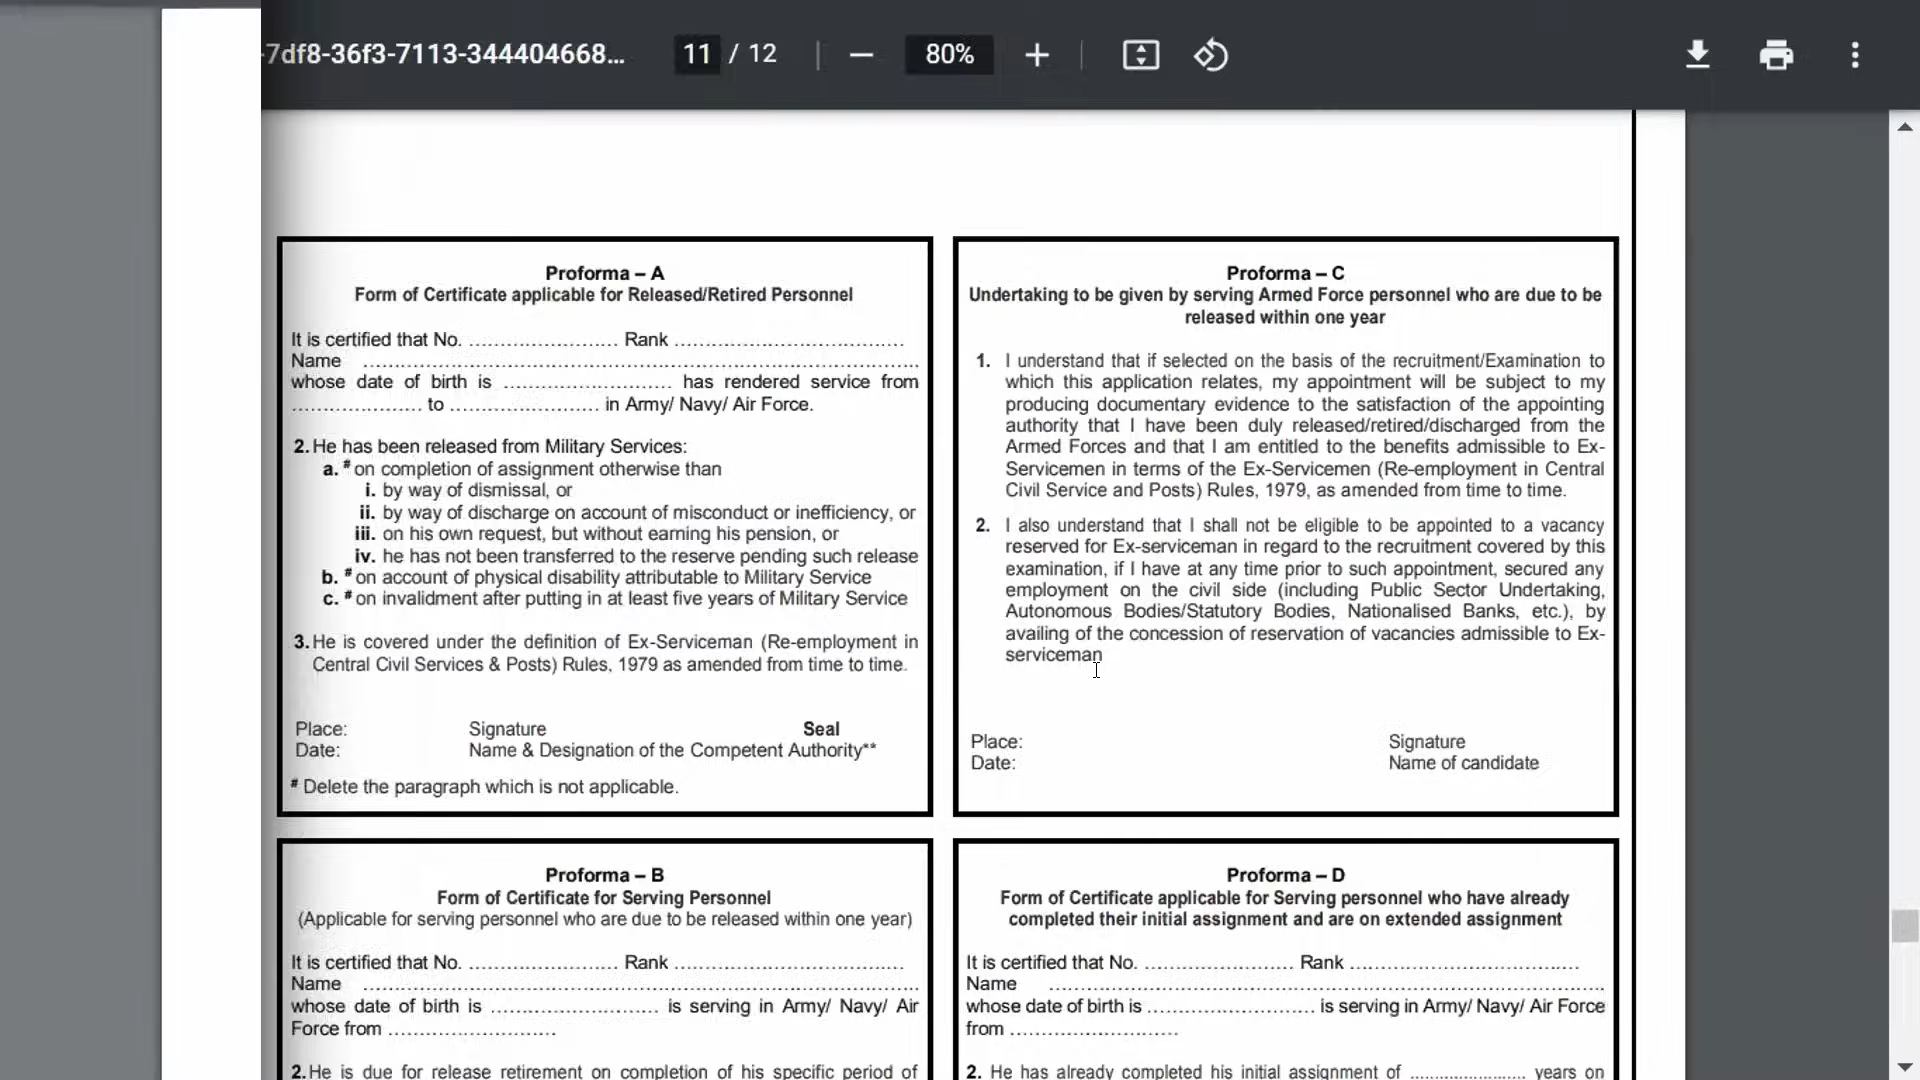 -7df8-36f3-7113-344404668...
11 / 12
80%
Proforma – A
Form of Certificate applicable for Released/Retired Personnel
It is certified that No. ........................ Rank ........................................
Name ..........................................................................................
whose date of birth is ............................ has rendered service from
...................... to ......................... in Army/ Navy/ Air Force.
2. He has been released from Military Services:
a. # on completion of assignment otherwise than
i. by way of dismissal, or
ii. by way of discharge on account of misconduct or inefficiency, or
iii. on his own request, but without earning his pension, or
iv. he has not been transferred to the reserve pending such release
b. # on account of physical disability attributable to Military Service
c. # on invalidment after putting in at least five years of Military Service
3. He is covered under the definition of Ex-Serviceman (Re-employment in
Central Civil Services & Posts) Rules, 1979 as amended from time to time.
Place: Signature Seal
Date: Name & Designation of the Competent Authority**
# Delete the paragraph which is not applicable.
Proforma – C
Undertaking to be given by serving Armed Force personnel who are due to be
released within one year
1. I understand that if selected on the basis of the recruitment/Examination to
which this application relates, my appointment will be subject to my
producing documentary evidence to the satisfaction of the appointing
authority that I have been duly released/retired/discharged from the
Armed Forces and that I am entitled to the benefits admissible to Ex-
Servicemen in terms of the Ex-Servicemen (Re-employment in Central
Civil Service and Posts) Rules, 1979, as amended from time to time.
2. I also understand that I shall not be eligible to be appointed to a vacancy
reserved for Ex-serviceman in regard to the recruitment covered by this
examination, if I have at any time prior to such appointment, secured any
employment on the civil side (including Public Sector Undertaking,
Autonomous Bodies/Statutory Bodies, Nationalised Banks, etc.), by
availing of the concession of reservation of vacancies admissible to Ex-
serviceman
Place: Signature
Date: Name of candidate
Proforma – B
Form of Certificate for Serving Personnel
(Applicable for serving personnel who are due to be released within one year)
It is certified that No. ........................ Rank ........................................
Name ..........................................................................................
whose date of birth is ............................ is serving in Army/ Navy/ Air
Force from ............................
2. He is due for release retirement on completion of his specific period of
Proforma – D
Form of Certificate applicable for Serving personnel who have already
completed their initial assignment and are on extended assignment
It is certified that No. ........................ Rank ........................................
Name ..........................................................................................
whose date of birth is ............................ is serving in Army/ Navy/ Air Force
from ............................
2. He has already completed his initial assignment of .................... years on